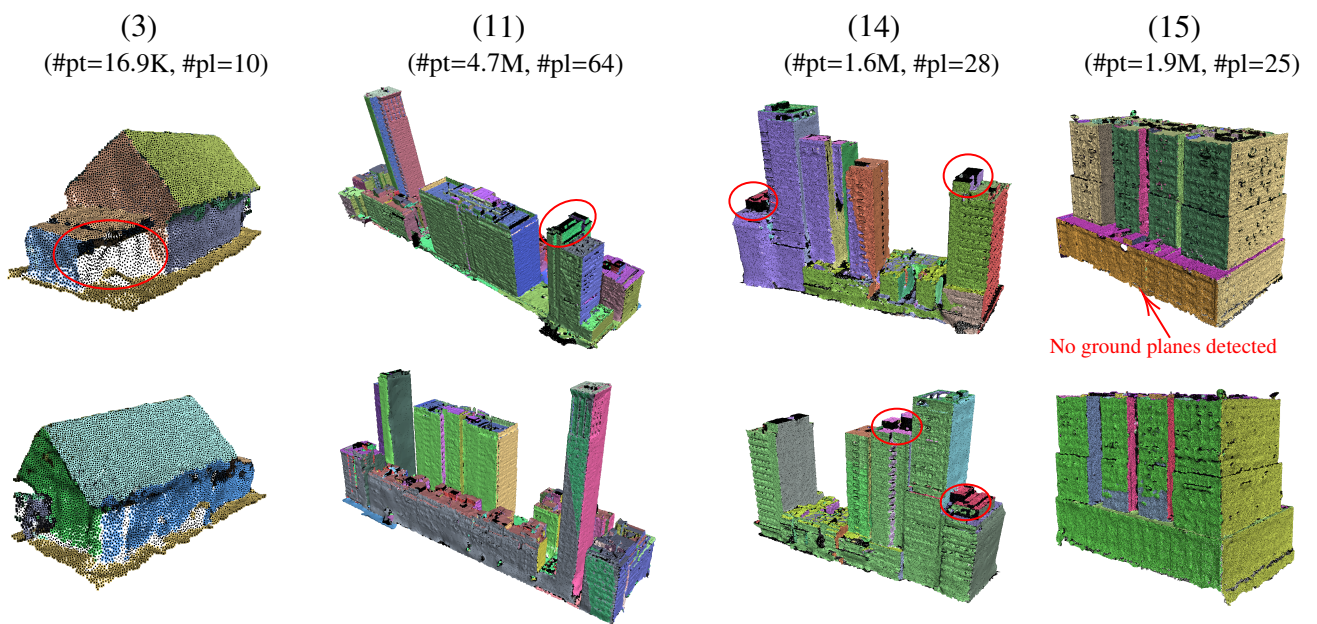 (3)
(#pt=16.9K, #pl=10)
(11)
(#pt=4.7M, #pl=64)
(14)
(#pt=1.6M, #pl=28)
(15)
(#pt=1.9M, #pl=25)
No ground planes detected